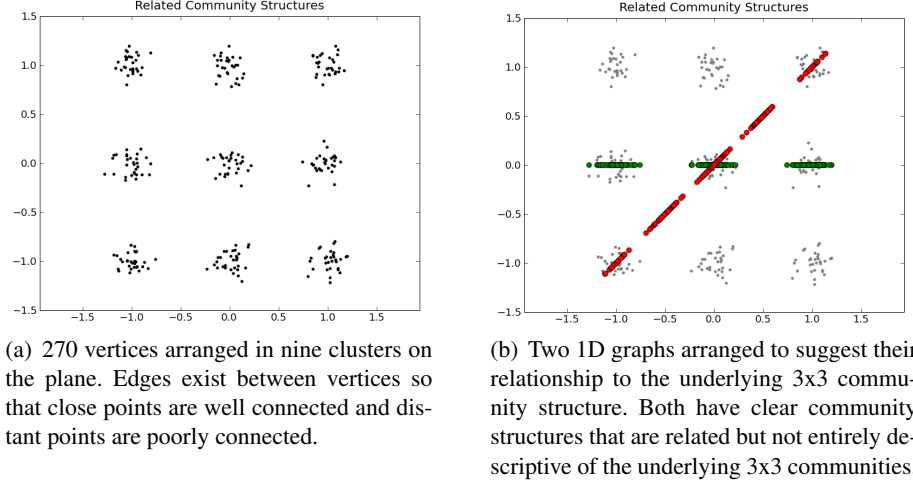 Related Community Structures
1.5
1.0
0.5
0.0
−0.5
−1.0
−1.5
−1.5 −1.0 −0.5 0.0 0.5 1.0 1.5
(a) 270 vertices arranged in nine clusters on
the plane. Edges exist between vertices so
that close points are well connected and dis-
tant points are poorly connected.
Related Community Structures
1.5
1.0
0.5
0.0
−0.5
−1.0
−1.5
−1.5 −1.0 −0.5 0.0 0.5 1.0 1.5
(b) Two 1D graphs arranged to suggest their
relationship to the underlying 3x3 commu-
nity structure. Both have clear community
structures that are related but not entirely de-
scriptive of the underlying 3x3 communities.